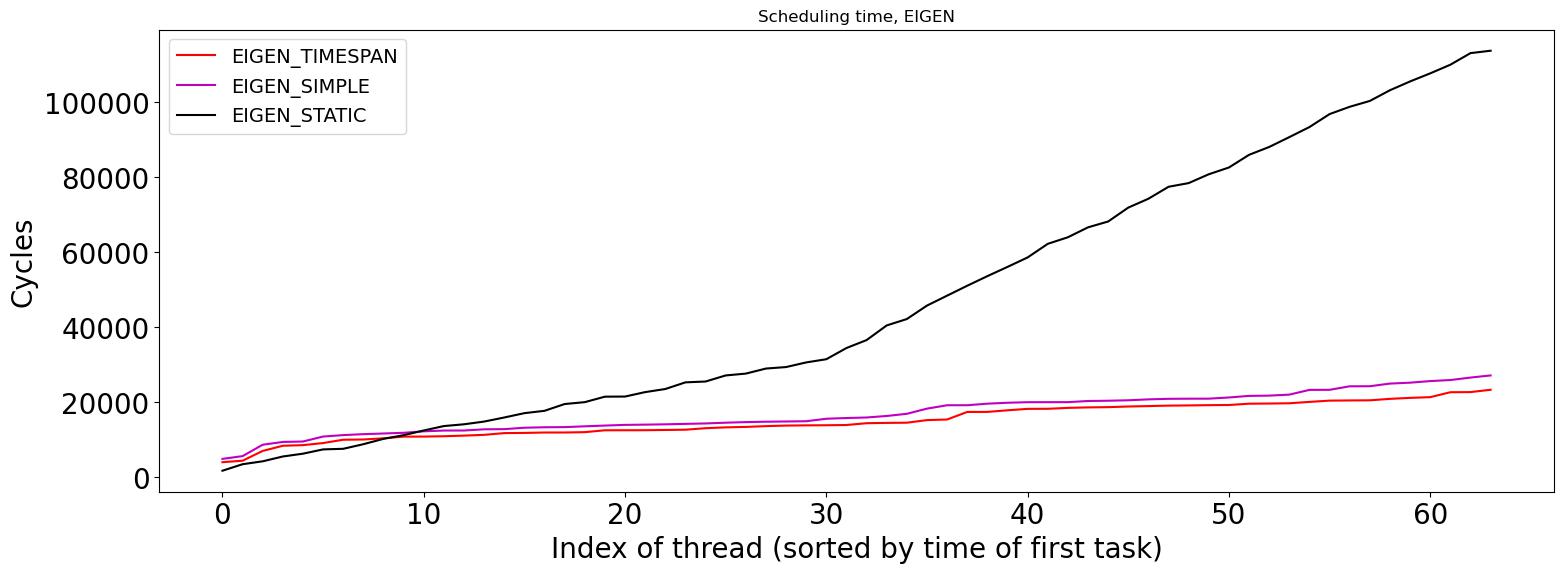 Scheduling time, EIGEN
EIGEN_TIMESPAN
EIGEN_SIMPLE
EIGEN_STATIC
Cycles
100000
80000
60000
40000
20000
0
0 10 20 30 40 50 60
Index of thread (sorted by time of first task)